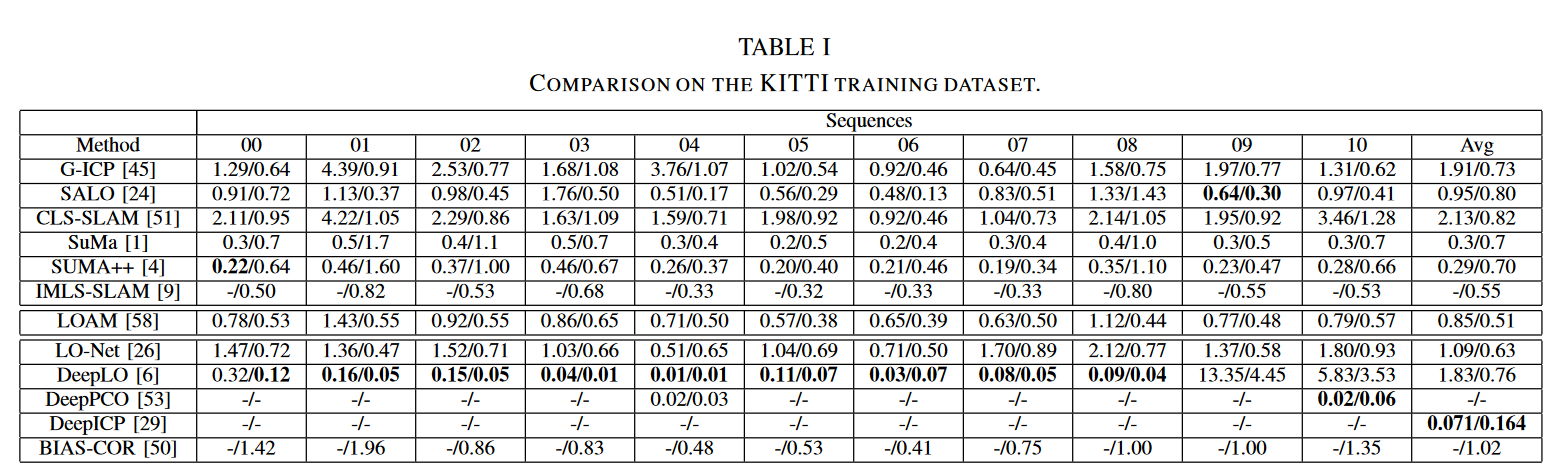 TABLE I
COMPARISON ON THE KITTI TRAINING DATASET.
Sequences
Method 00 01 02 03 04 05 06 07 08 09 10 Avg
G-ICP [45] 1.29/0.64 4.39/0.91 2.53/0.77 1.68/1.08 3.76/1.07 1.02/0.54 0.92/0.46 0.64/0.45 1.58/0.75 1.97/0.77 1.31/0.62 1.91/0.73
SALO [24] 0.91/0.72 1.13/0.37 0.98/0.45 1.76/0.50 0.51/0.17 0.56/0.29 0.48/0.13 0.83/0.51 1.33/1.43 0.64/0.30 0.97/0.41 0.95/0.80
CLS-SLAM [51] 2.11/0.95 4.22/1.05 2.29/0.86 1.63/1.09 1.59/0.71 1.98/0.92 0.92/0.46 1.04/0.73 2.14/1.05 1.95/0.92 3.46/1.28 2.13/0.82
SuMa [1] 0.3/0.7 0.5/1.7 0.4/1.1 0.5/0.7 0.3/0.4 0.2/0.5 0.2/0.4 0.3/0.4 0.4/1.0 0.3/0.5 0.3/0.7 0.3/0.7
SUMA++ [4] 0.22/0.64 0.46/1.60 0.37/1.00 0.46/0.67 0.26/0.37 0.20/0.40 0.21/0.46 0.19/0.34 0.35/1.10 0.23/0.47 0.28/0.66 0.29/0.70
IMLS-SLAM [9] -/0.50 -/0.82 -/0.53 -/0.68 -/0.33 -/0.32 -/0.33 -/0.33 -/0.80 -/0.55 -/0.53 -/0.55
LOAM [58] 0.78/0.53 1.43/0.55 0.92/0.55 0.86/0.65 0.71/0.50 0.57/0.38 0.65/0.39 0.63/0.50 1.12/0.44 0.77/0.48 0.79/0.57 0.85/0.51
LO-Net [26] 1.47/0.72 1.36/0.47 1.52/0.71 1.03/0.66 0.51/0.65 1.04/0.69 0.71/0.50 1.70/0.89 2.12/0.77 1.37/0.58 1.80/0.93 1.09/0.63
DeepLO [6] 0.32/0.12 0.16/0.05 0.15/0.05 0.04/0.01 0.01/0.01 0.11/0.07 0.03/0.07 0.08/0.05 0.09/0.04 13.35/4.45 5.83/3.53 1.83/0.76
DeepPCO [53] -/- -/- -/- -/- 0.02/0.03 -/- -/- -/- -/- -/- 0.02/0.06 -/-
DeepICP [29] -/- -/- -/- -/- -/- -/- -/- -/- -/- -/- -/- 0.071/0.164
BIAS-COR [50] -/1.42 -/1.96 -/0.86 -/0.83 -/0.48 -/0.53 -/0.41 -/0.75 -/1.00 -/1.00 -/1.35 -/1.02